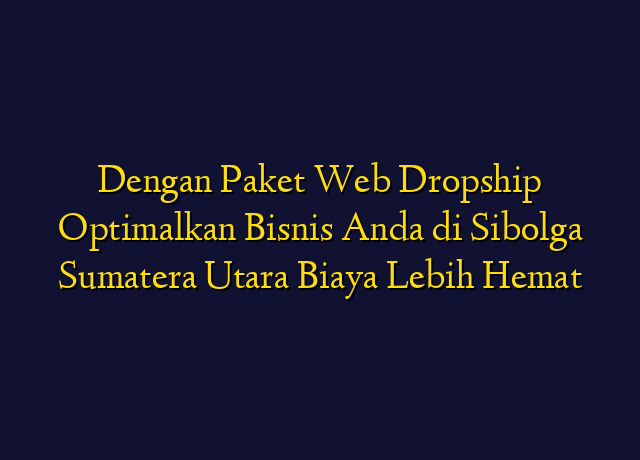 Dengan Paket Web Dropship
Optimalkan Bisnis Anda di Sibolga
Sumatera Utara Biaya Lebih Hemat